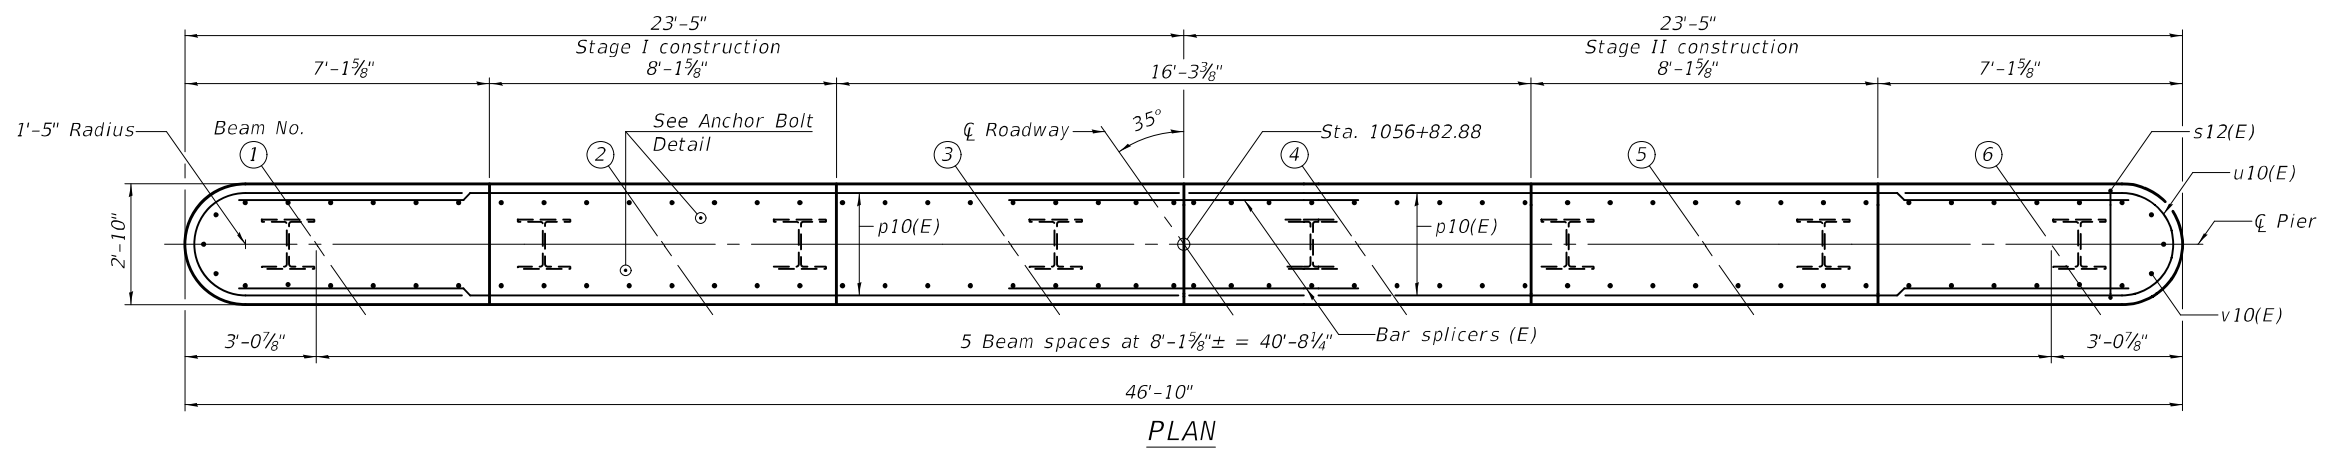 23'-5" 23'-5"
Stage I construction Stage II construction
7'-1⅝" 8'-1⅝" 16'-3⅜" 8'-1⅝" 7'-1⅝"
1'-5" Radius
Beam No.
See Anchor Bolt
Detail
℄ Roadway
35°
Sta. 1056+82.88
s12(E)
1 2 3 4 5 6
u10(E)
2'-10"
p10(E) p10(E)
℄ Pier
v10(E)
Bar splicers (E)
3'-0⅞" 5 Beam spaces at 8'-1⅝"± = 40'-8¼" 3'-0⅞"
46'-10"
PLAN